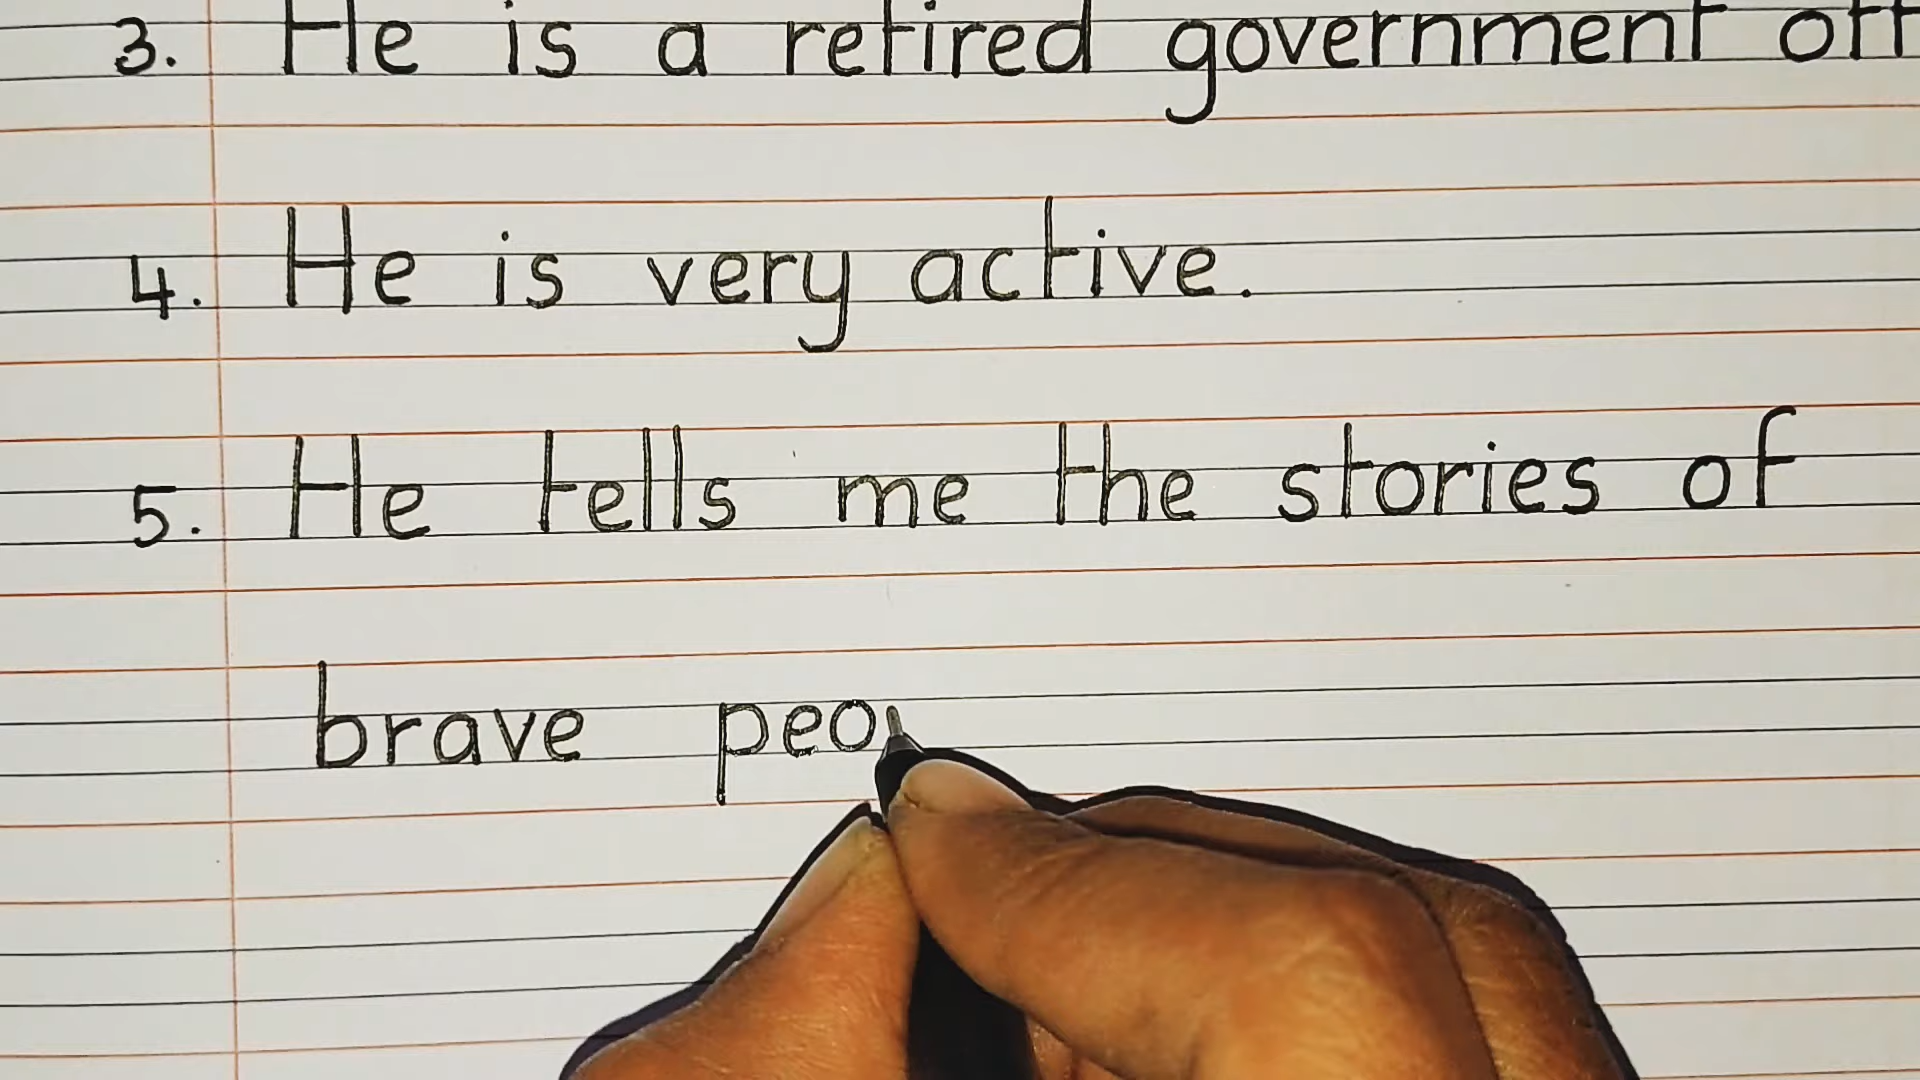 3. He is a retired government off
4. He is very active.
5. He tells me the stories of
brave peo